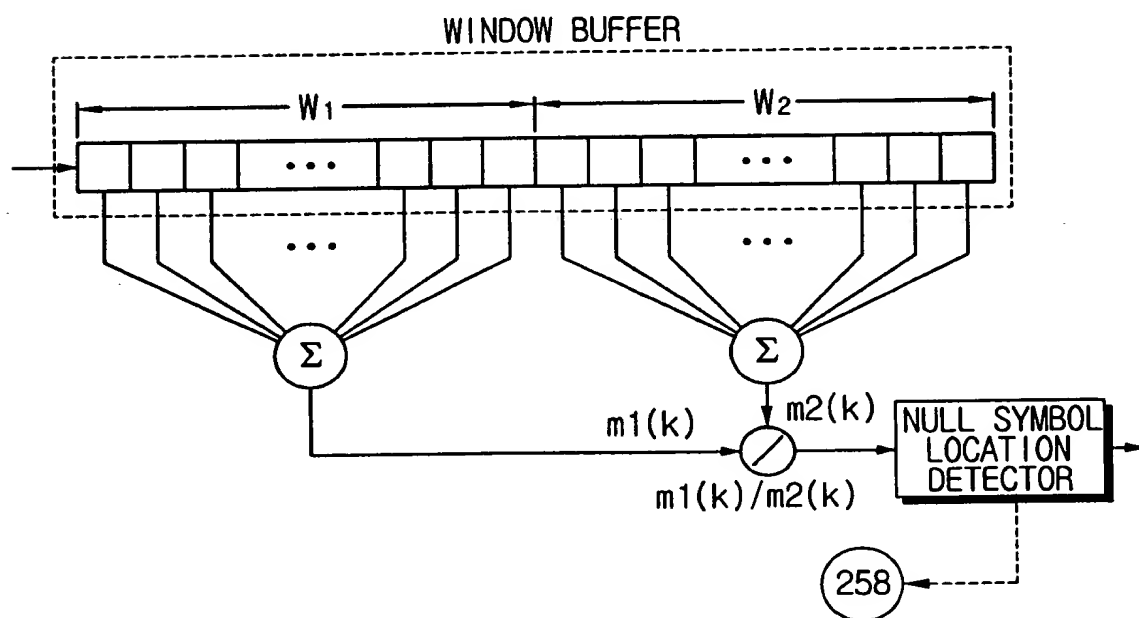 WINDOW BUFFER
W1
W2
•••
•••
•••
•••
Σ
Σ
m1(k)
m2(k)
m1(k)/m2(k)
NULL SYMBOL
LOCATION
DETECTOR
258